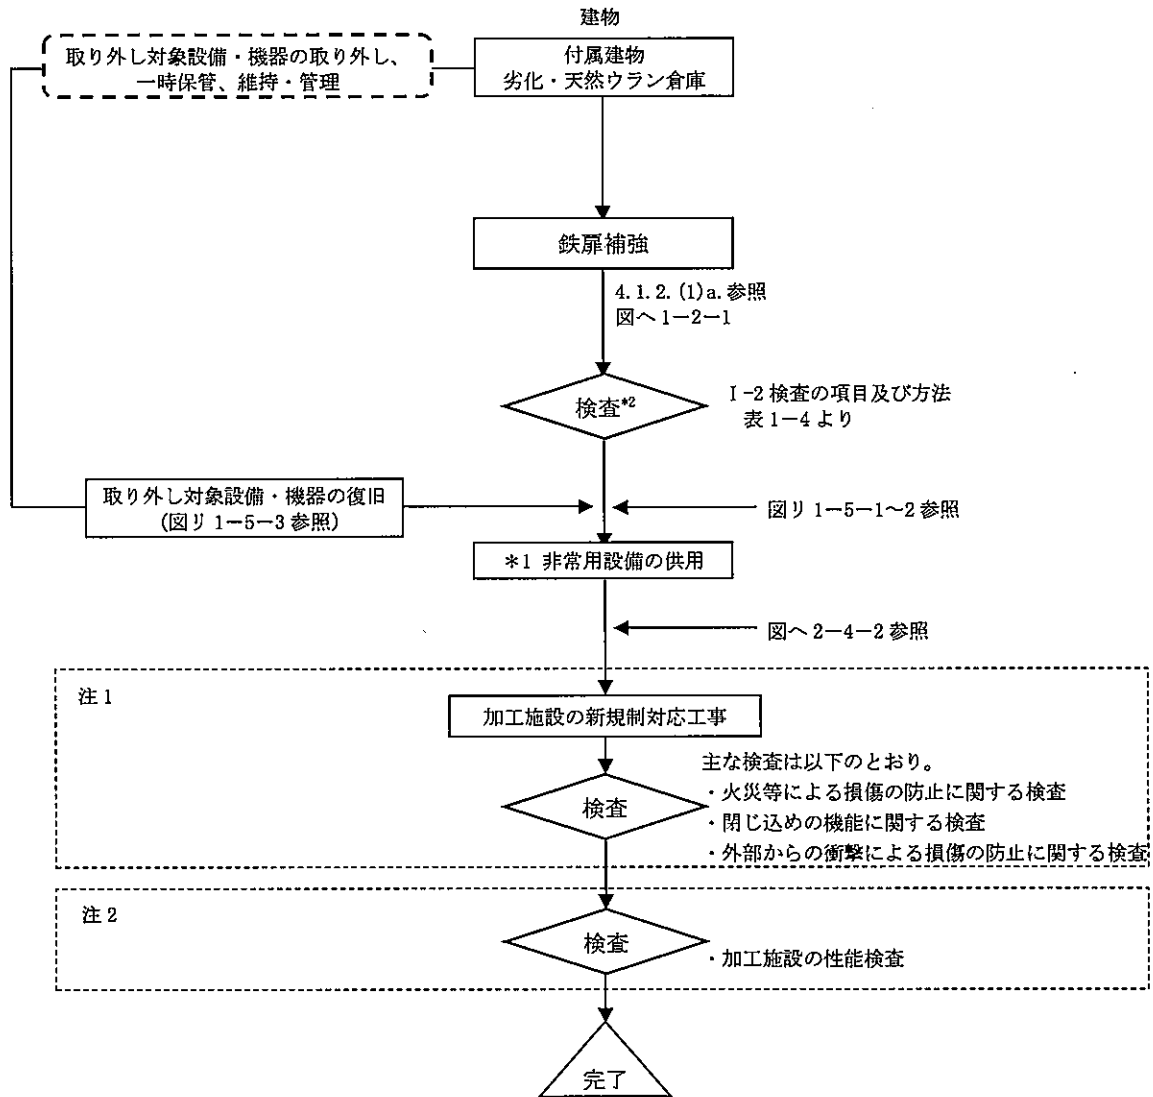 建物
取り外し対象設備・機器の取り外し、
一時保管、維持・管理
付属建物
劣化・天然ウラン倉庫
鉄扉補強
4.1.2.(1)a.参照
図ヘ1-2-1
検査*2
Ⅰ-2 検査の項目及び方法
表1-4より
取り外し対象設備・機器の復旧
(図リ1-5-3参照)
図リ1-5-1~2参照
*1 非常用設備の供用
図ヘ2-4-2参照
注1
加工施設の新規制対応工事
検査
主な検査は以下のとおり。
・火災等による損傷の防止に関する検査
・閉じ込めの機能に関する検査
・外部からの衝撃による損傷の防止に関する検査
注2
検査
・加工施設の性能検査
完了